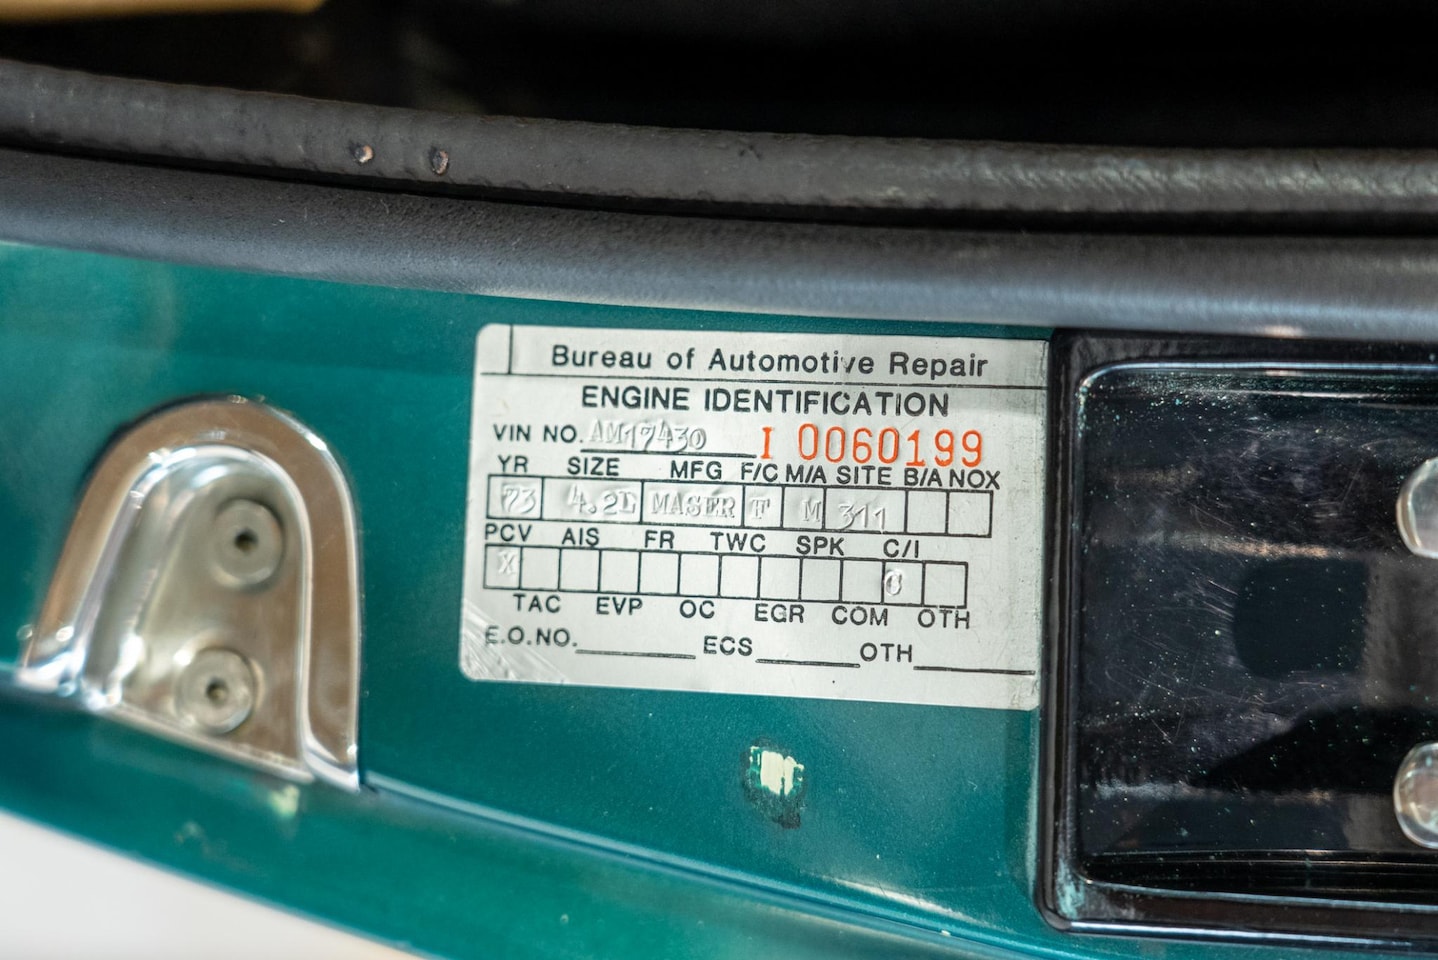 Bureau of Automotive Repair
ENGINE IDENTIFICATION
VIN NO. AM19430 I 0060199
YR SIZE MFG F/C M/A SITE B/A NOX
73 4.2L MASER F M 311
PCV AIS FR TWC SPK C/I
X C
TAC EVP OC EGR COM OTH
E.O.NO. ECS OTH